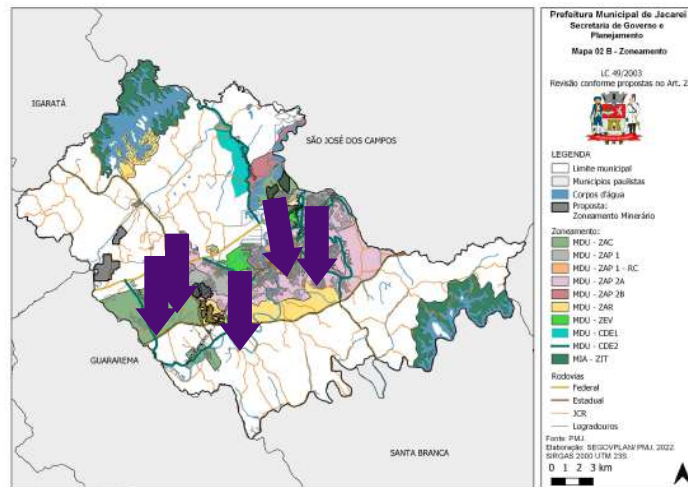 Prefeitura Municipal de Jacareí
Secretaria de Governo e
Planejamento
Mapa 02 B - Zoneamento
LC 49/2003
Revisão conforme propostas no Art. 2
IGARATÁ
SÃO JOSÉ DOS CAMPOS
GUARAREMA
SANTA BRANCA
LEGENDA
Limite municipal
Municípios paulistas
Corpos d'água
Proposta:
Zoneamento Minerário
Zoneamento:
MDU - ZAC
MDU - ZAP 1
MDU - ZAP 1 - RC
MDU - ZAP 2A
MDU - ZAP 2B
MDU - ZAR
MDU - ZEV
MDU - CDE1
MDU - CDE2
MIA - ZIT
Rodovias
Federal
Estadual
JCR
Logradouros
Fonte: PMJ.
Elaboração: SEGOVPLAN/ PMJ, 2022.
SIRGAS 2000 UTM 23S
0 1 2 3 km